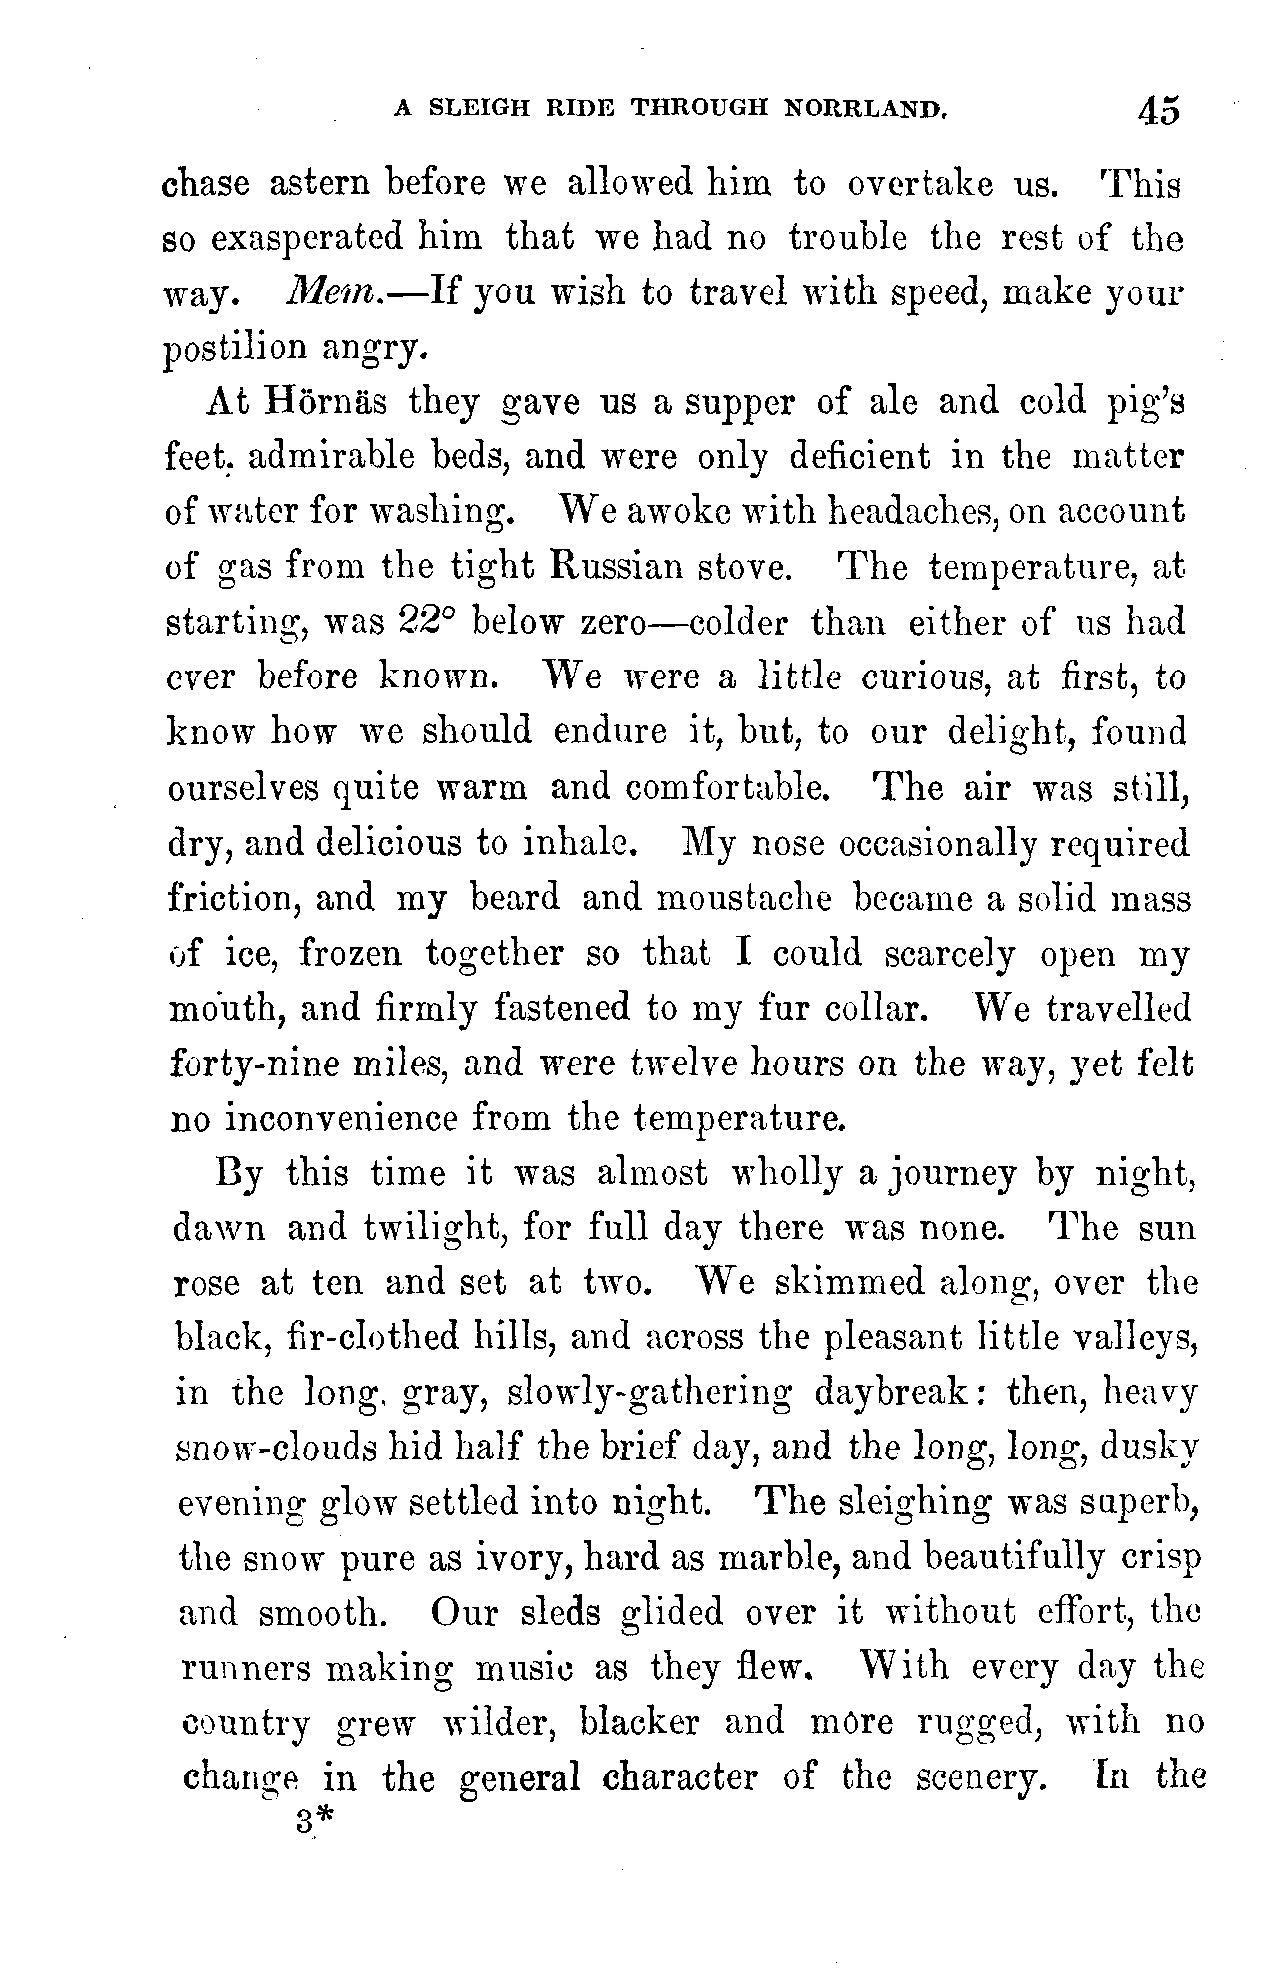 A SLEIGH RIDE THROUGH NORRLAND. 45
chase astern before we allowed him to overtake us. This
so exasperated him that we had no trouble the rest of the
way. Mem.—If you wish to travel with speed, make your
postilion angry.
At Hörnäs they gave us a supper of ale and cold pig's
feet, admirable beds, and were only deficient in the matter
of water for washing. We awoke with headaches, on account
of gas from the tight Russian stove. The temperature, at
starting, was 22° below zero—colder than either of us had
ever before known. We were a little curious, at first, to
know how we should endure it, but, to our delight, found
ourselves quite warm and comfortable. The air was still,
dry, and delicious to inhale. My nose occasionally required
friction, and my beard and moustache became a solid mass
of ice, frozen together so that I could scarcely open my
mouth, and firmly fastened to my fur collar. We travelled
forty-nine miles, and were twelve hours on the way, yet felt
no inconvenience from the temperature.
By this time it was almost wholly a journey by night,
dawn and twilight, for full day there was none. The sun
rose at ten and set at two. We skimmed along, over the
black, fir-clothed hills, and across the pleasant little valleys,
in the long, gray, slowly-gathering daybreak: then, heavy
snow-clouds hid half the brief day, and the long, long, dusky
evening glow settled into night. The sleighing was superb,
the snow pure as ivory, hard as marble, and beautifully crisp
and smooth. Our sleds glided over it without effort, the
runners making music as they flew. With every day the
country grew wilder, blacker and more rugged, with no
change in the general character of the scenery. In the
3*